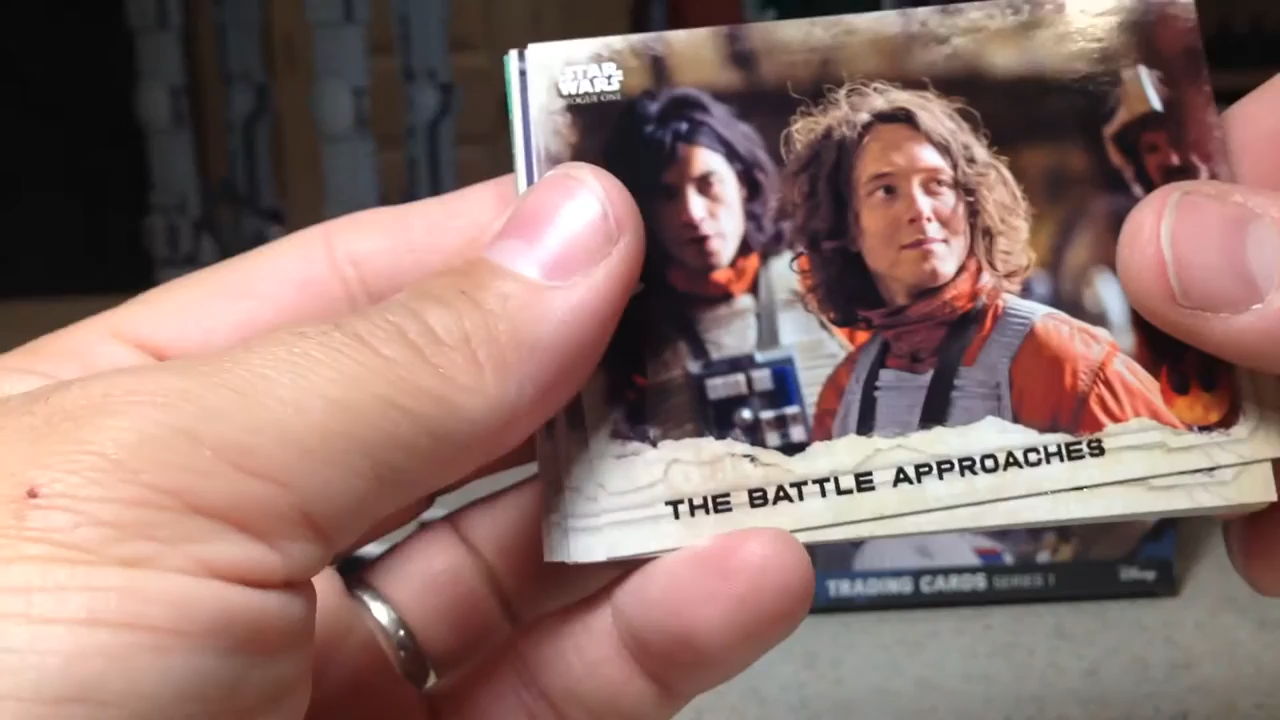 STAR
WARS
ROGUE ONE
THE BATTLE APPROACHES
TRADING CARDS SERIES 1
Disney